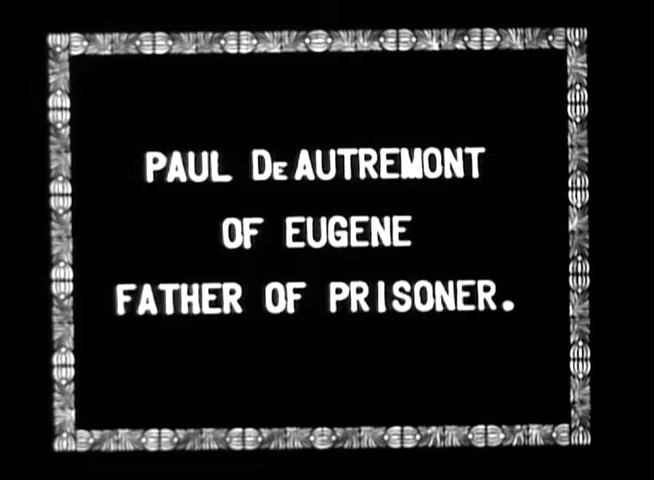 PAUL DeAUTREMONT
OF EUGENE
FATHER OF PRISONER.